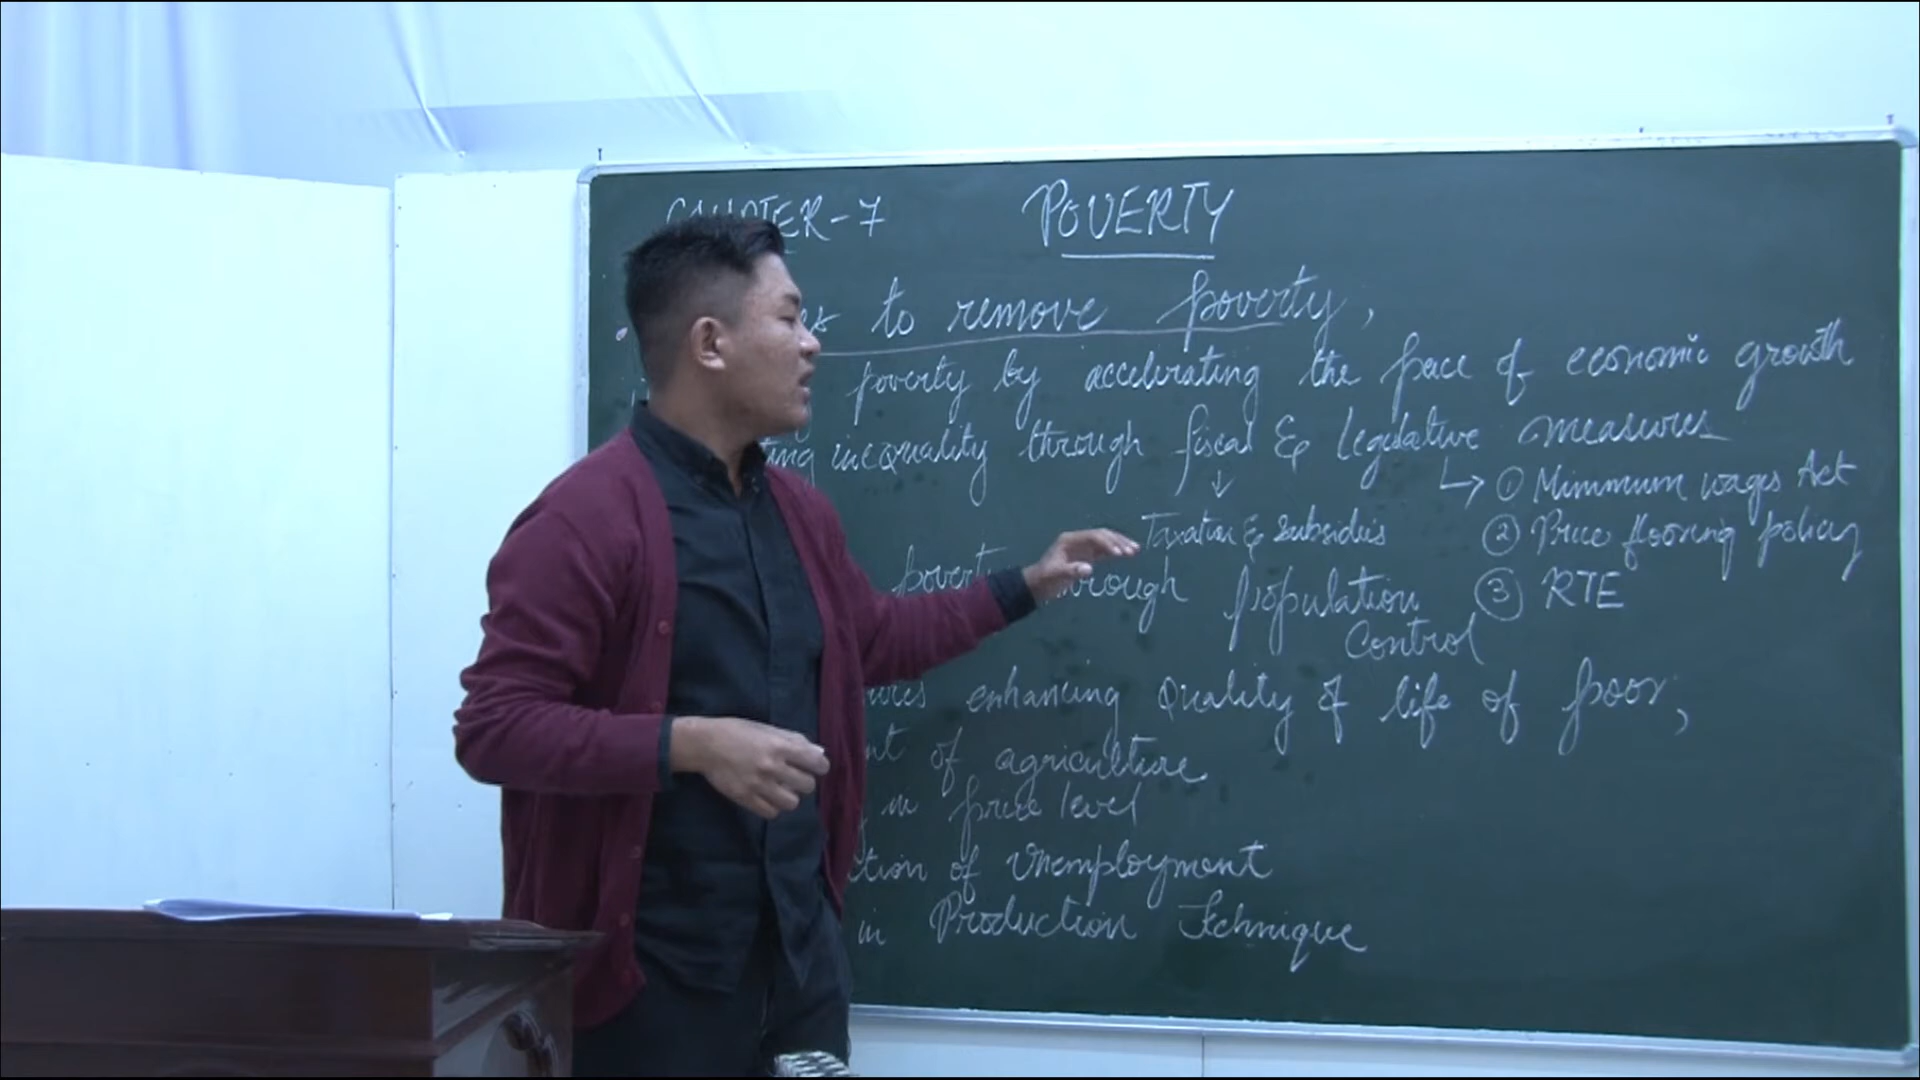 CHAPTER-7 POVERTY
to remove poverty,
poverty by accelerating the pace of economic growth
inequality through fiscal & legislative measures
↓ ↳ ① Minimum wages Act
Taxation & Subsidies ② Price flooring policy
poverty through population ③ RTE
Control
enhancing quality of life of poor,
of agriculture
in price level
of Unemployment
in Production Technique